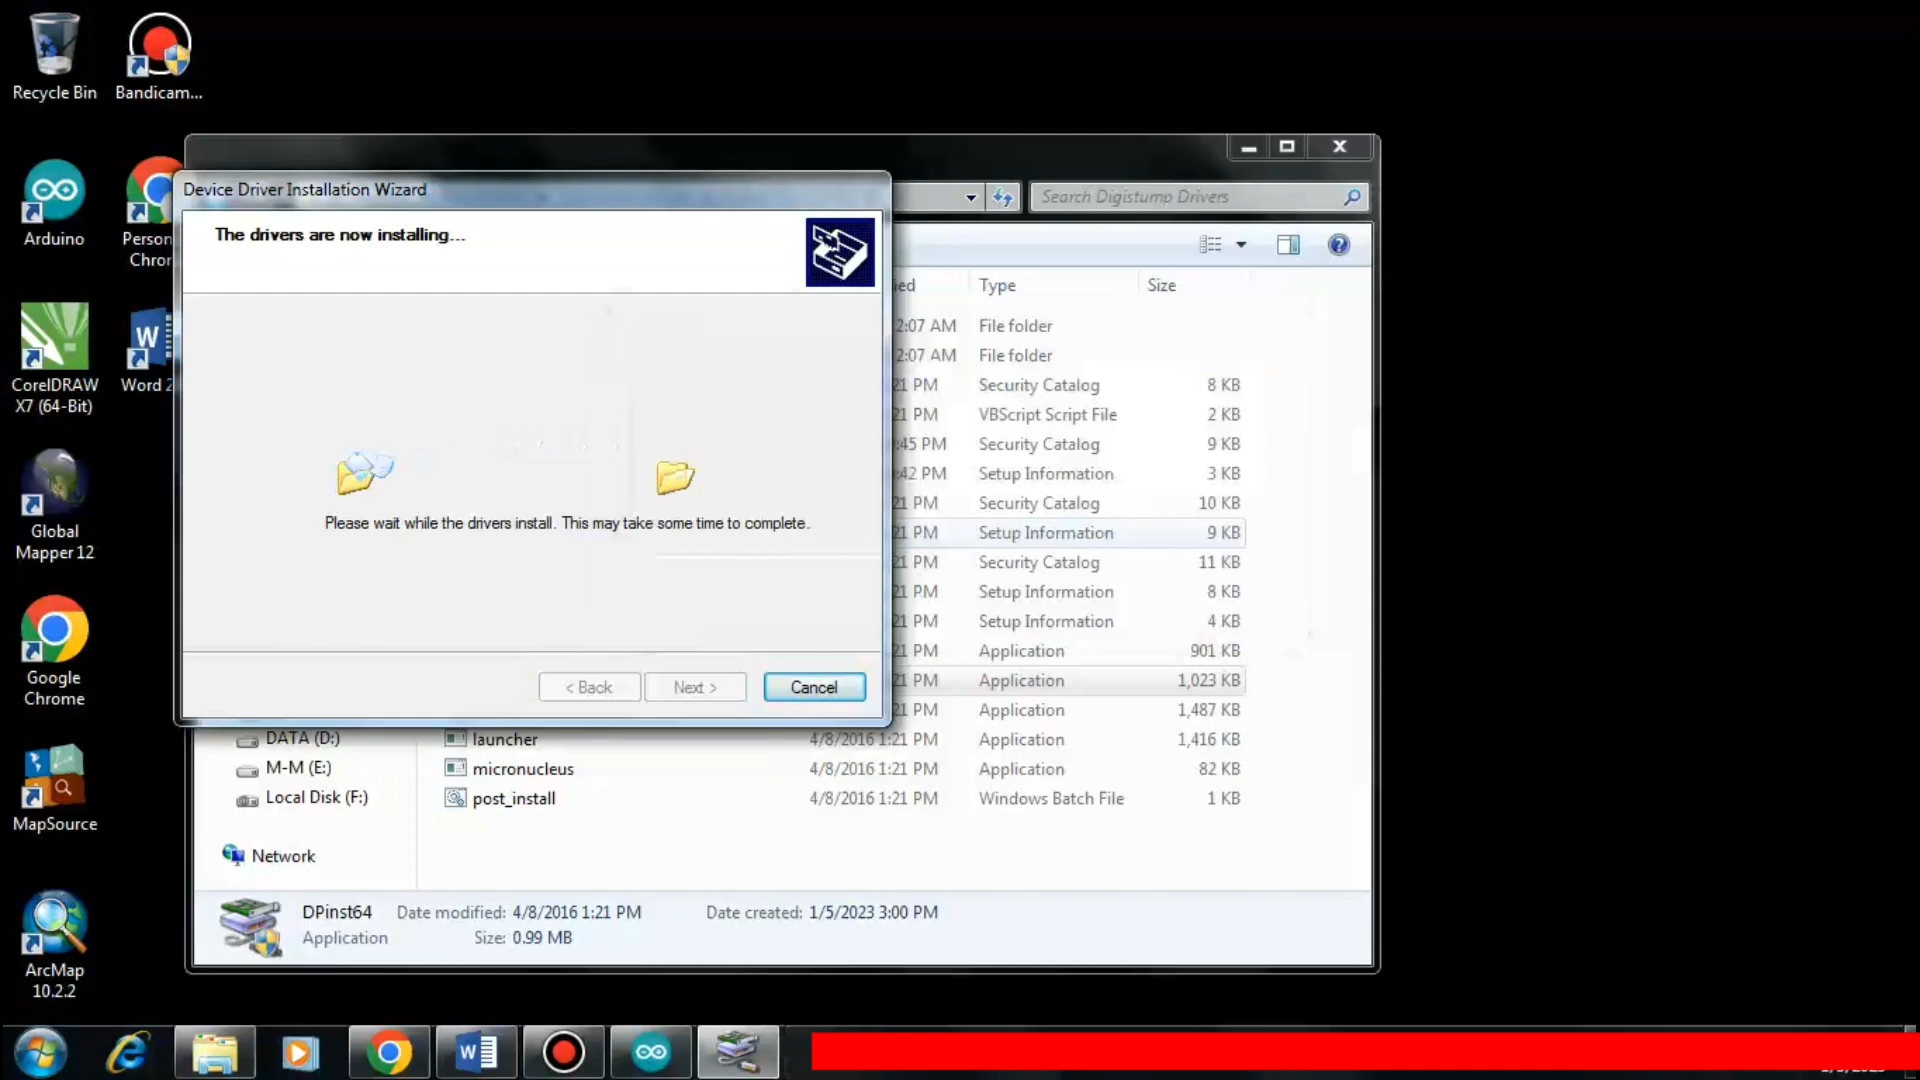 Recycle Bin
Bandicam...
Arduino
Person
Chror
CorelDRAW
X7 (64-Bit)
Word 2
Global
Mapper 12
Google
Chrome
MapSource
ArcMap
10.2.2
Search Digistump Drivers
Device Driver Installation Wizard
The drivers are now installing...
Please wait while the drivers install. This may take some time to complete.
< Back
Next >
Cancel
ied Type Size
2:07 AM File folder
2:07 AM File folder
21 PM Security Catalog 8 KB
21 PM VBScript Script File 2 KB
:45 PM Security Catalog 9 KB
:42 PM Setup Information 3 KB
21 PM Security Catalog 10 KB
21 PM Setup Information 9 KB
21 PM Security Catalog 11 KB
21 PM Setup Information 8 KB
21 PM Setup Information 4 KB
21 PM Application 901 KB
21 PM Application 1,023 KB
21 PM Application 1,487 KB
launcher 4/8/2016 1:21 PM Application 1,416 KB
micronucleus 4/8/2016 1:21 PM Application 82 KB
post_install 4/8/2016 1:21 PM Windows Batch File 1 KB
DATA (D:)
M-M (E:)
Local Disk (F:)
Network
DPinst64 Date modified: 4/8/2016 1:21 PM Date created: 1/5/2023 3:00 PM
Application Size: 0.99 MB